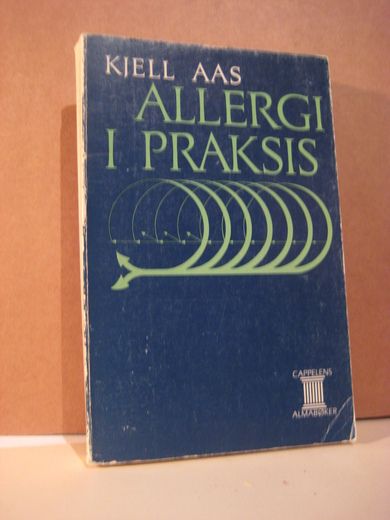 KJELL AAS
ALLERGI
I PRAKSIS
CAPPELENS
ALMABØKER